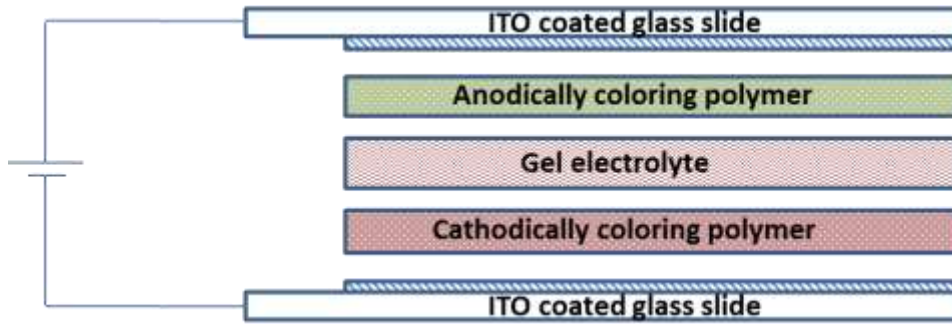 ITO coated glass slide
Anodically coloring polymer
Gel electrolyte
Cathodically coloring polymer
ITO coated glass slide